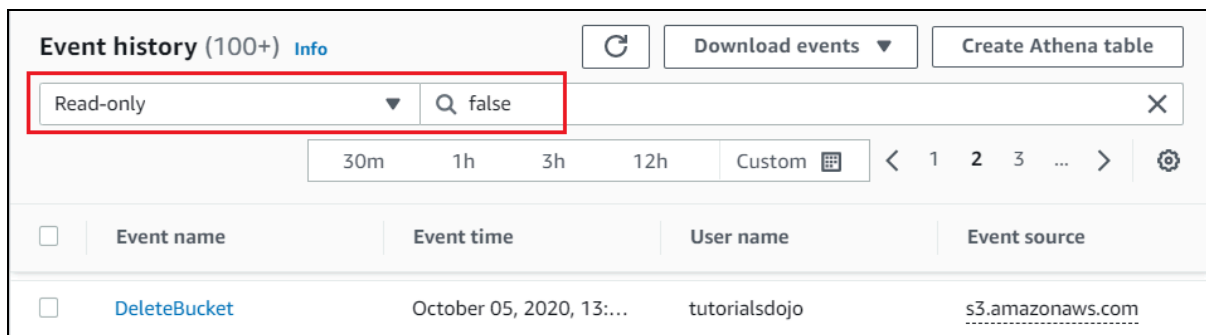 Event history (100+) Info
Download events
Create Athena table
Read-only
false
30m 1h 3h 12h Custom
1 2 3 ...
Event name Event time User name Event source
DeleteBucket October 05, 2020, 13:... tutorialsdojo s3.amazonaws.com